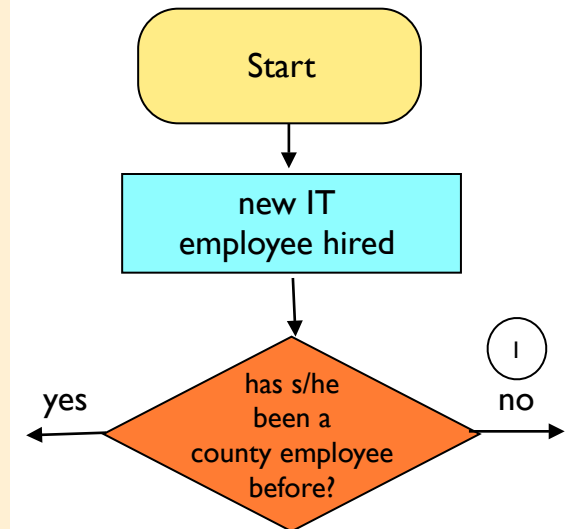 Start
new IT
employee hired
has s/he
been a
county employee
before?
yes
no
1